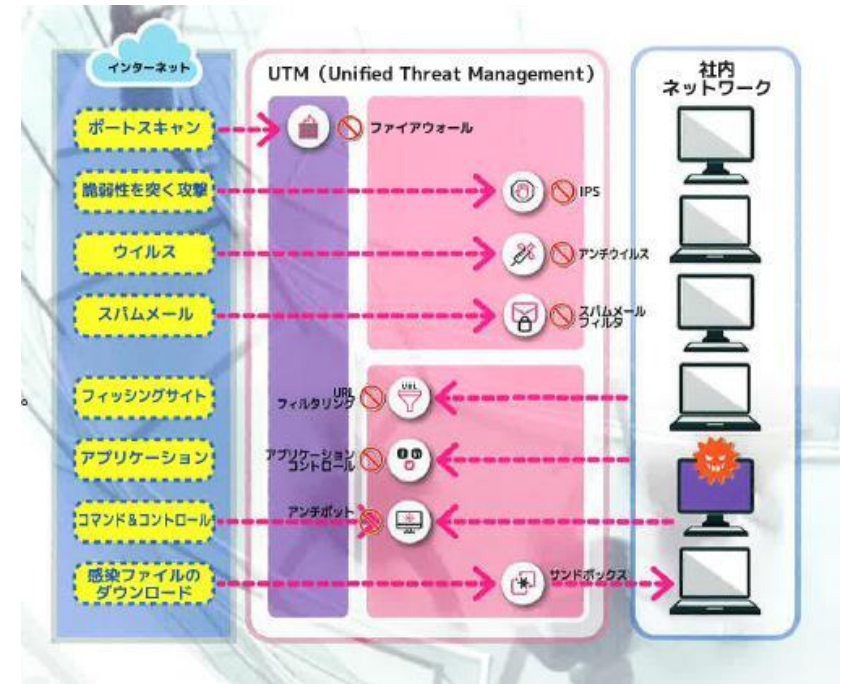 インターネット
UTM（Unified Threat Management）
社内
ネットワーク
ポートスキャン
ファイアウォール
脆弱性を突く攻撃
IPS
ウイルス
アンチウイルス
スパムメール
スパムメール
フィルタ
フィッシングサイト
URL
フィルタリング
URL
アプリケーション
アプリケーション
コントロール
コマンド&コントロール
アンチボット
感染ファイルの
ダウンロード
サンドボックス